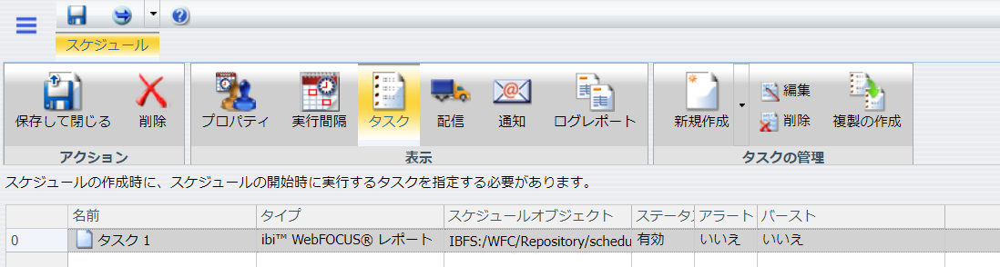 スケジュール
保存して閉じる 削除 プロパティ 実行間隔 タスク 配信 通知 ログレポート 新規作成 編集 削除 複製の作成
アクション 表示 タスクの管理
スケジュールの作成時に、スケジュールの開始時に実行するタスクを指定する必要があります。
名前 タイプ スケジュールオブジェクト ステータス アラート バースト
0 タスク 1 ibi™ WebFOCUS® レポート IBFS:/WFC/Repository/schedu 有効 いいえ いいえ